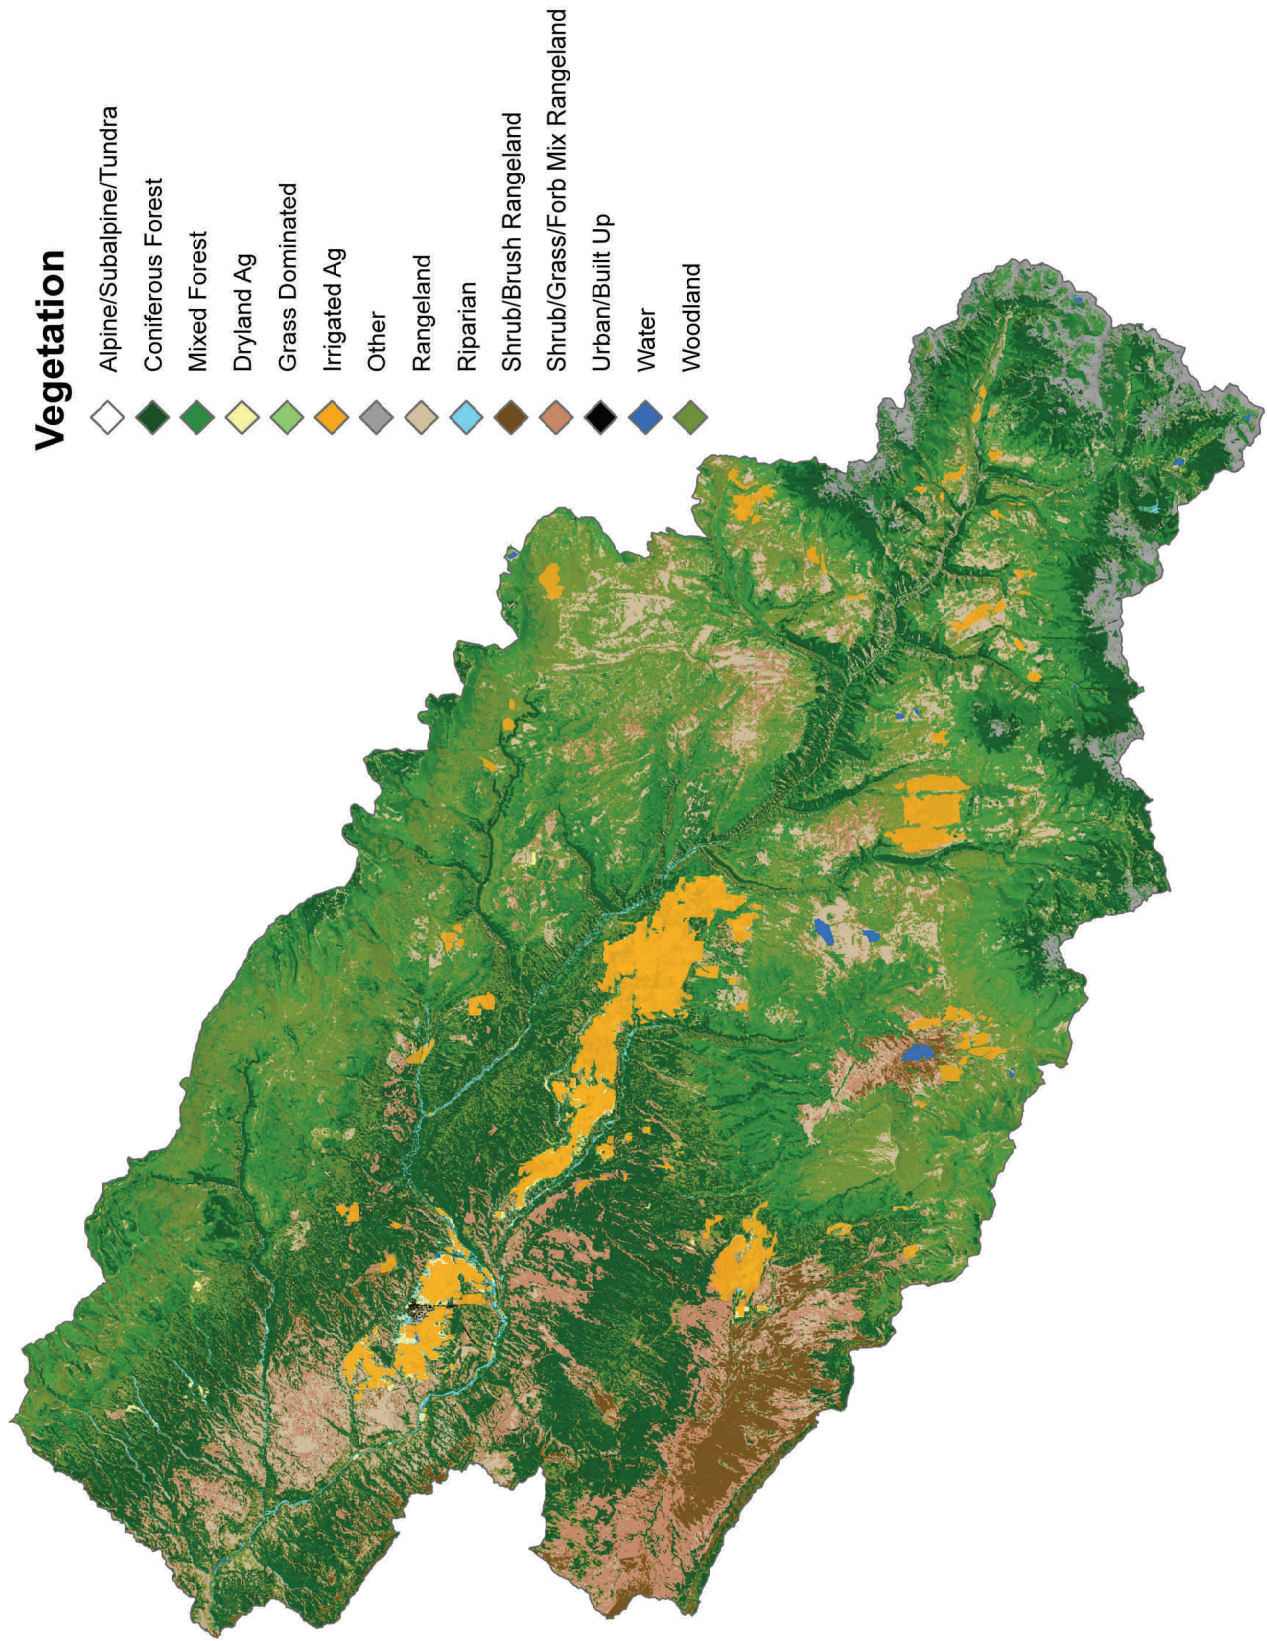 Vegetation
Alpine/Subalpine/Tundra
Coniferous Forest
Mixed Forest
Dryland Ag
Grass Dominated
Irrigated Ag
Other
Rangeland
Riparian
Shrub/Brush Rangeland
Shrub/Grass/Forb Mix Rangeland
Urban/Built Up
Water
Woodland